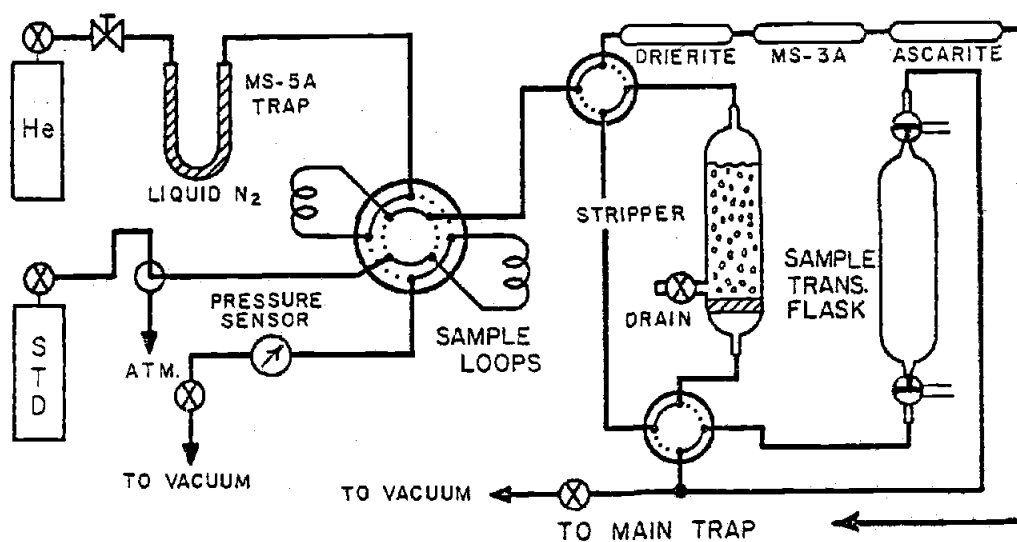 DRIERITE
MS-3A
ASCARITE
MS-5A
TRAP
He
LIQUID N₂
STRIPPER
SAMPLE
TRANS.
FLASK
PRESSURE
SENSOR
DRAIN
SAMPLE
LOOPS
STD
ATM.
TO VACUUM
TO VACUUM
TO MAIN TRAP